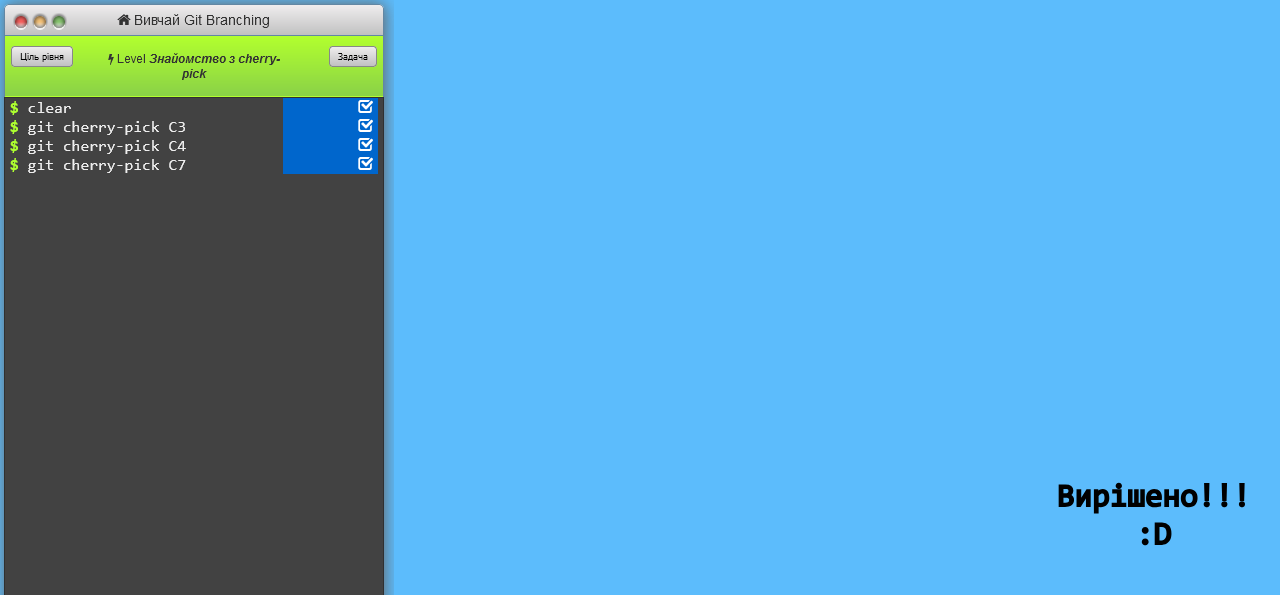 Вивчай Git Branching
Ціль рівня
Level Знайомство з cherry-
pick
Задача
$ clear
$ git cherry-pick C3
$ git cherry-pick C4
$ git cherry-pick C7
Вирішено!!!
:D